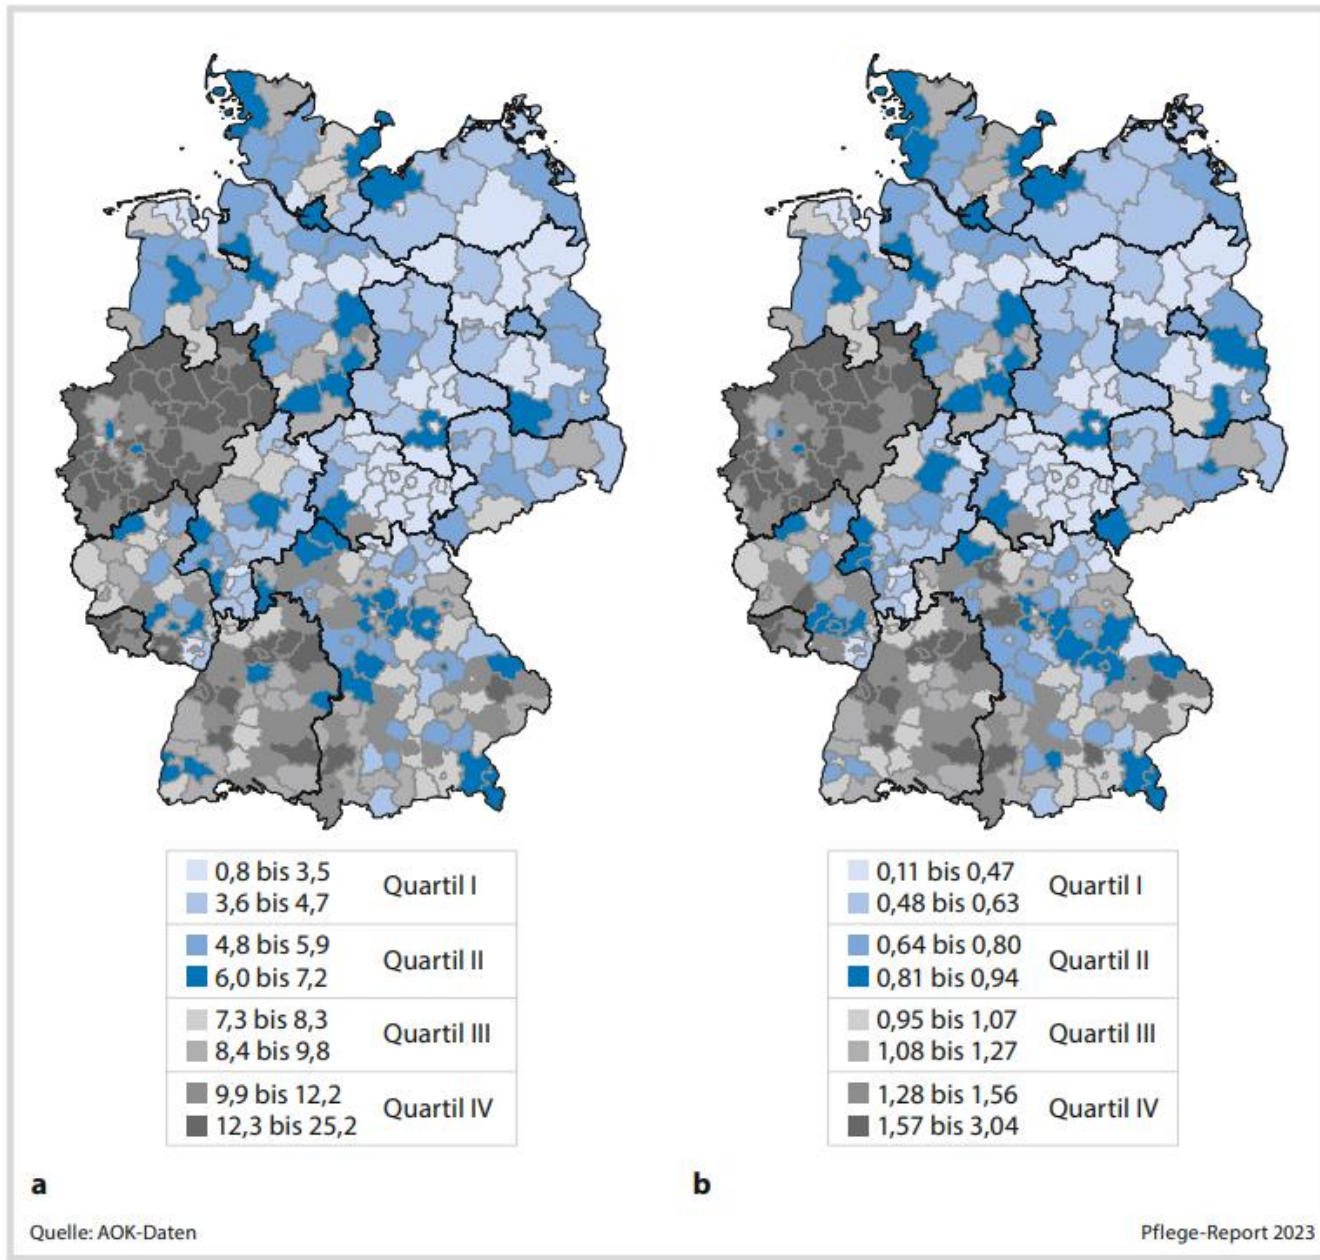 0,8 bis 3,5
3,6 bis 4,7
Quartil I
4,8 bis 5,9
6,0 bis 7,2
Quartil II
7,3 bis 8,3
8,4 bis 9,8
Quartil III
9,9 bis 12,2
12,3 bis 25,2
Quartil IV
0,11 bis 0,47
0,48 bis 0,63
Quartil I
0,64 bis 0,80
0,81 bis 0,94
Quartil II
0,95 bis 1,07
1,08 bis 1,27
Quartil III
1,28 bis 1,56
1,57 bis 3,04
Quartil IV
a
b
Quelle: AOK-Daten
Pflege-Report 2023